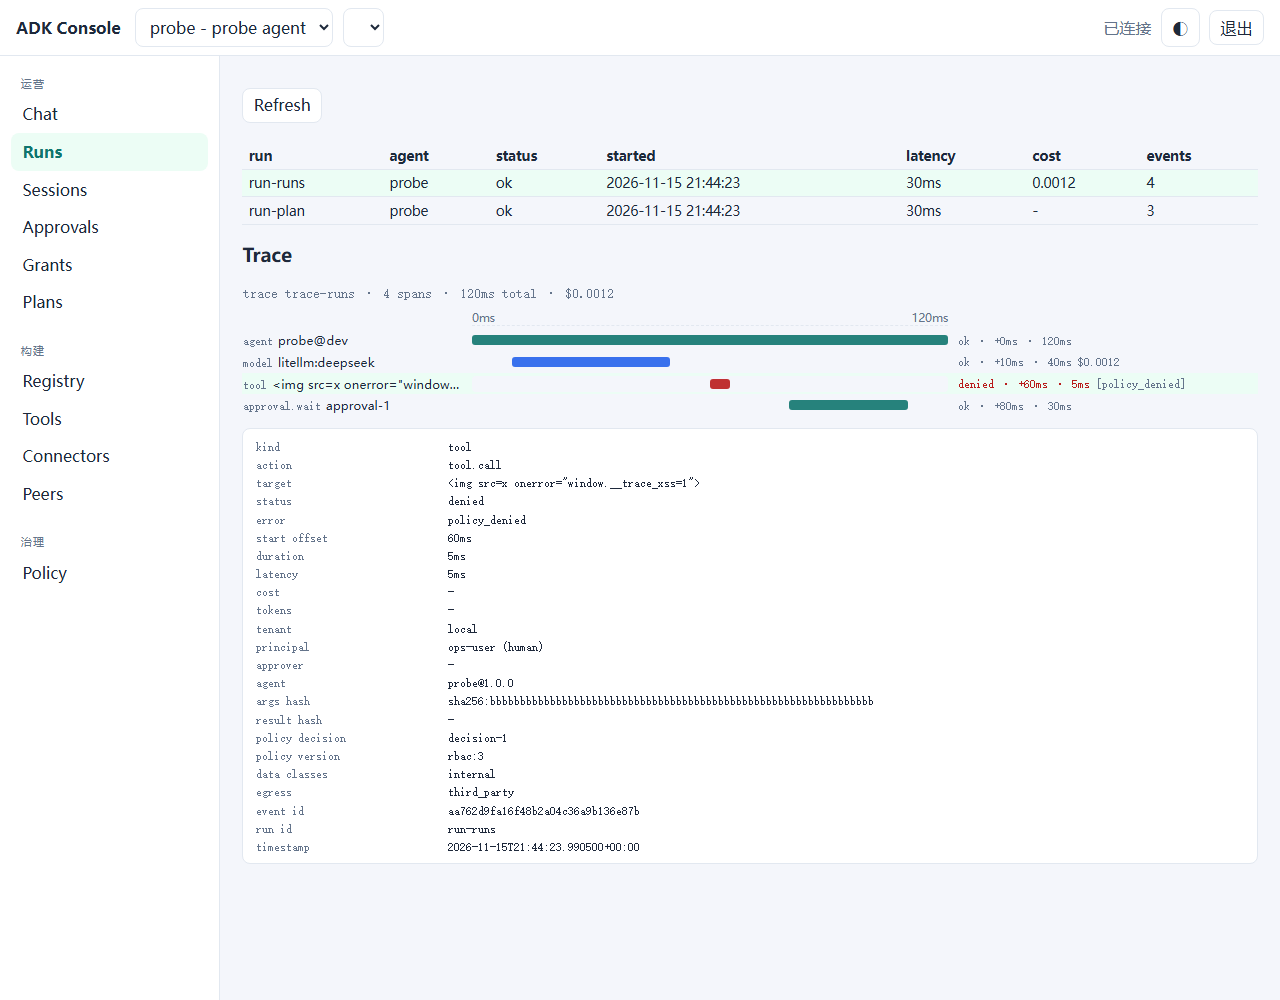 ADK Console probe - probe agent 已连接 退出
运营
Chat
Runs
Sessions
Approvals
Grants
Plans
构建
Registry
Tools
Connectors
Peers
治理
Policy
Refresh
run agent status started latency cost events
run-runs probe ok 2026-11-15 21:44:23 30ms 0.0012 4
run-plan probe ok 2026-11-15 21:44:23 30ms - 3
Trace
trace trace-runs · 4 spans · 120ms total · $0.0012
0ms 120ms
agent probe@dev ok · +0ms · 120ms
model litellm:deepseek ok · +10ms · 40ms $0.0012
tool <img src=x onerror="window... denied · +60ms · 5ms [policy_denied]
approval.wait approval-1 ok · +80ms · 30ms
kind tool
action tool.call
target <img src=x onerror="window.__trace_xss=1">
status denied
error policy_denied
start offset 60ms
duration 5ms
latency 5ms
cost -
tokens -
tenant local
principal ops-user (human)
approver -
agent probe@1.0.0
args hash sha256:bbbbbbbbbbbbbbbbbbbbbbbbbbbbbbbbbbbbbbbbbbbbbbbbbbbbbbbbbbbbbbbb
result hash -
policy decision decision-1
policy version rbac:3
data classes internal
egress third_party
event id aa762d9fa16f48b2a04c36a9b136e87b
run id run-runs
timestamp 2026-11-15T21:44:23.990500+00:00